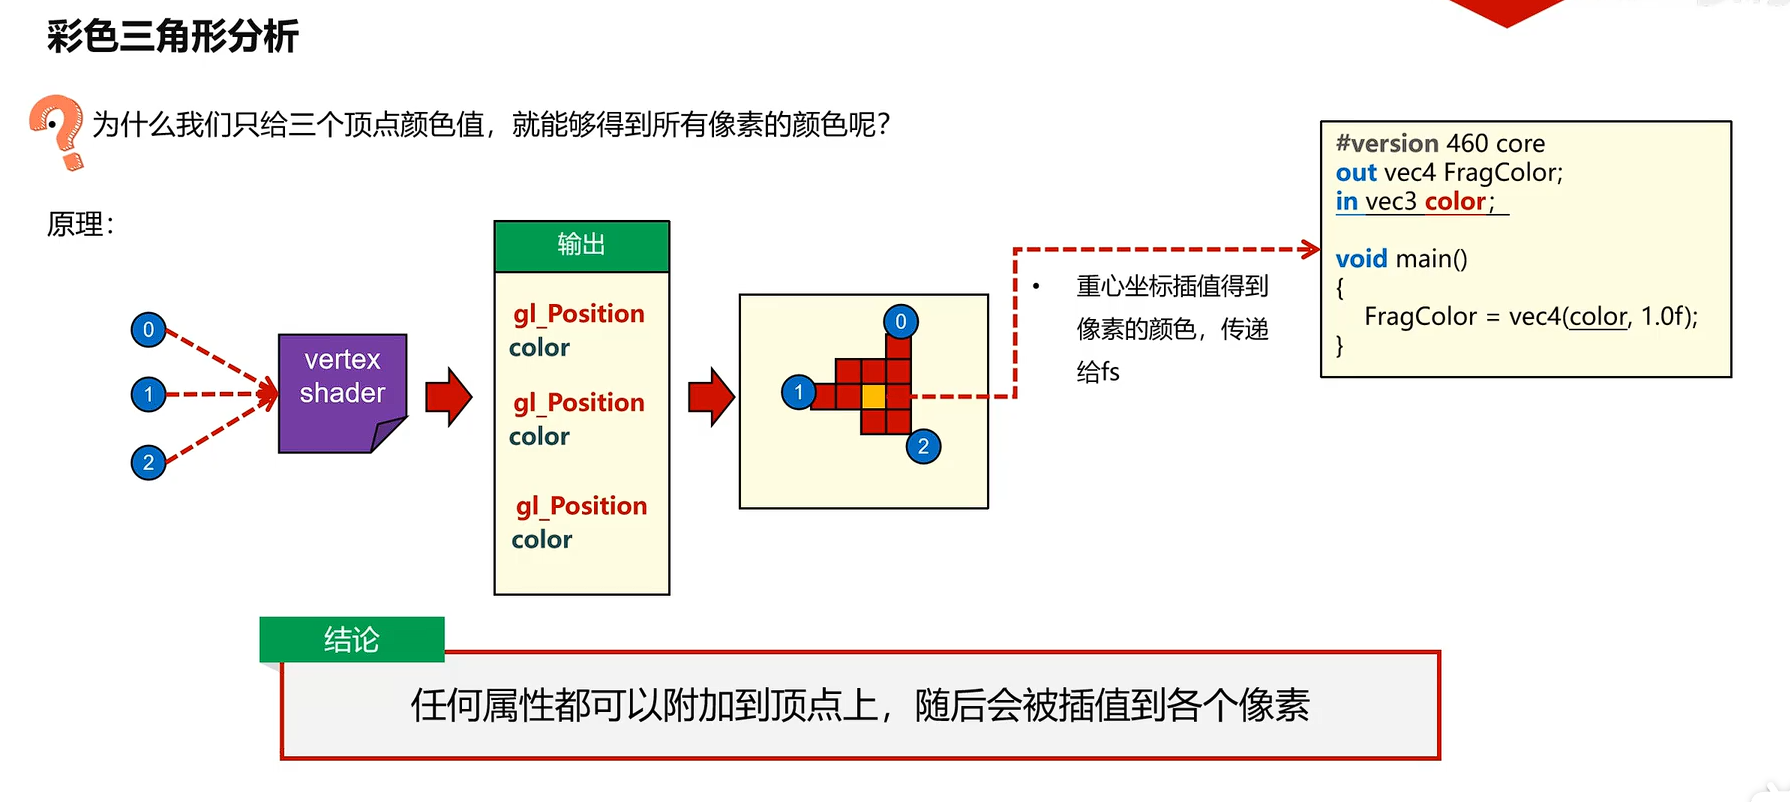 彩色三角形分析
为什么我们只给三个顶点颜色值，就能够得到所有像素的颜色呢？
原理：
0
1
2
vertex
shader
输出
gl_Position
color
gl_Position
color
gl_Position
color
0
1
2
• 重心坐标插值得到
像素的颜色，传递
给fs
#version 460 core
out vec4 FragColor;
in vec3 color;
void main()
{
FragColor = vec4(color, 1.0f);
}
结论
任何属性都可以附加到顶点上，随后会被插值到各个像素